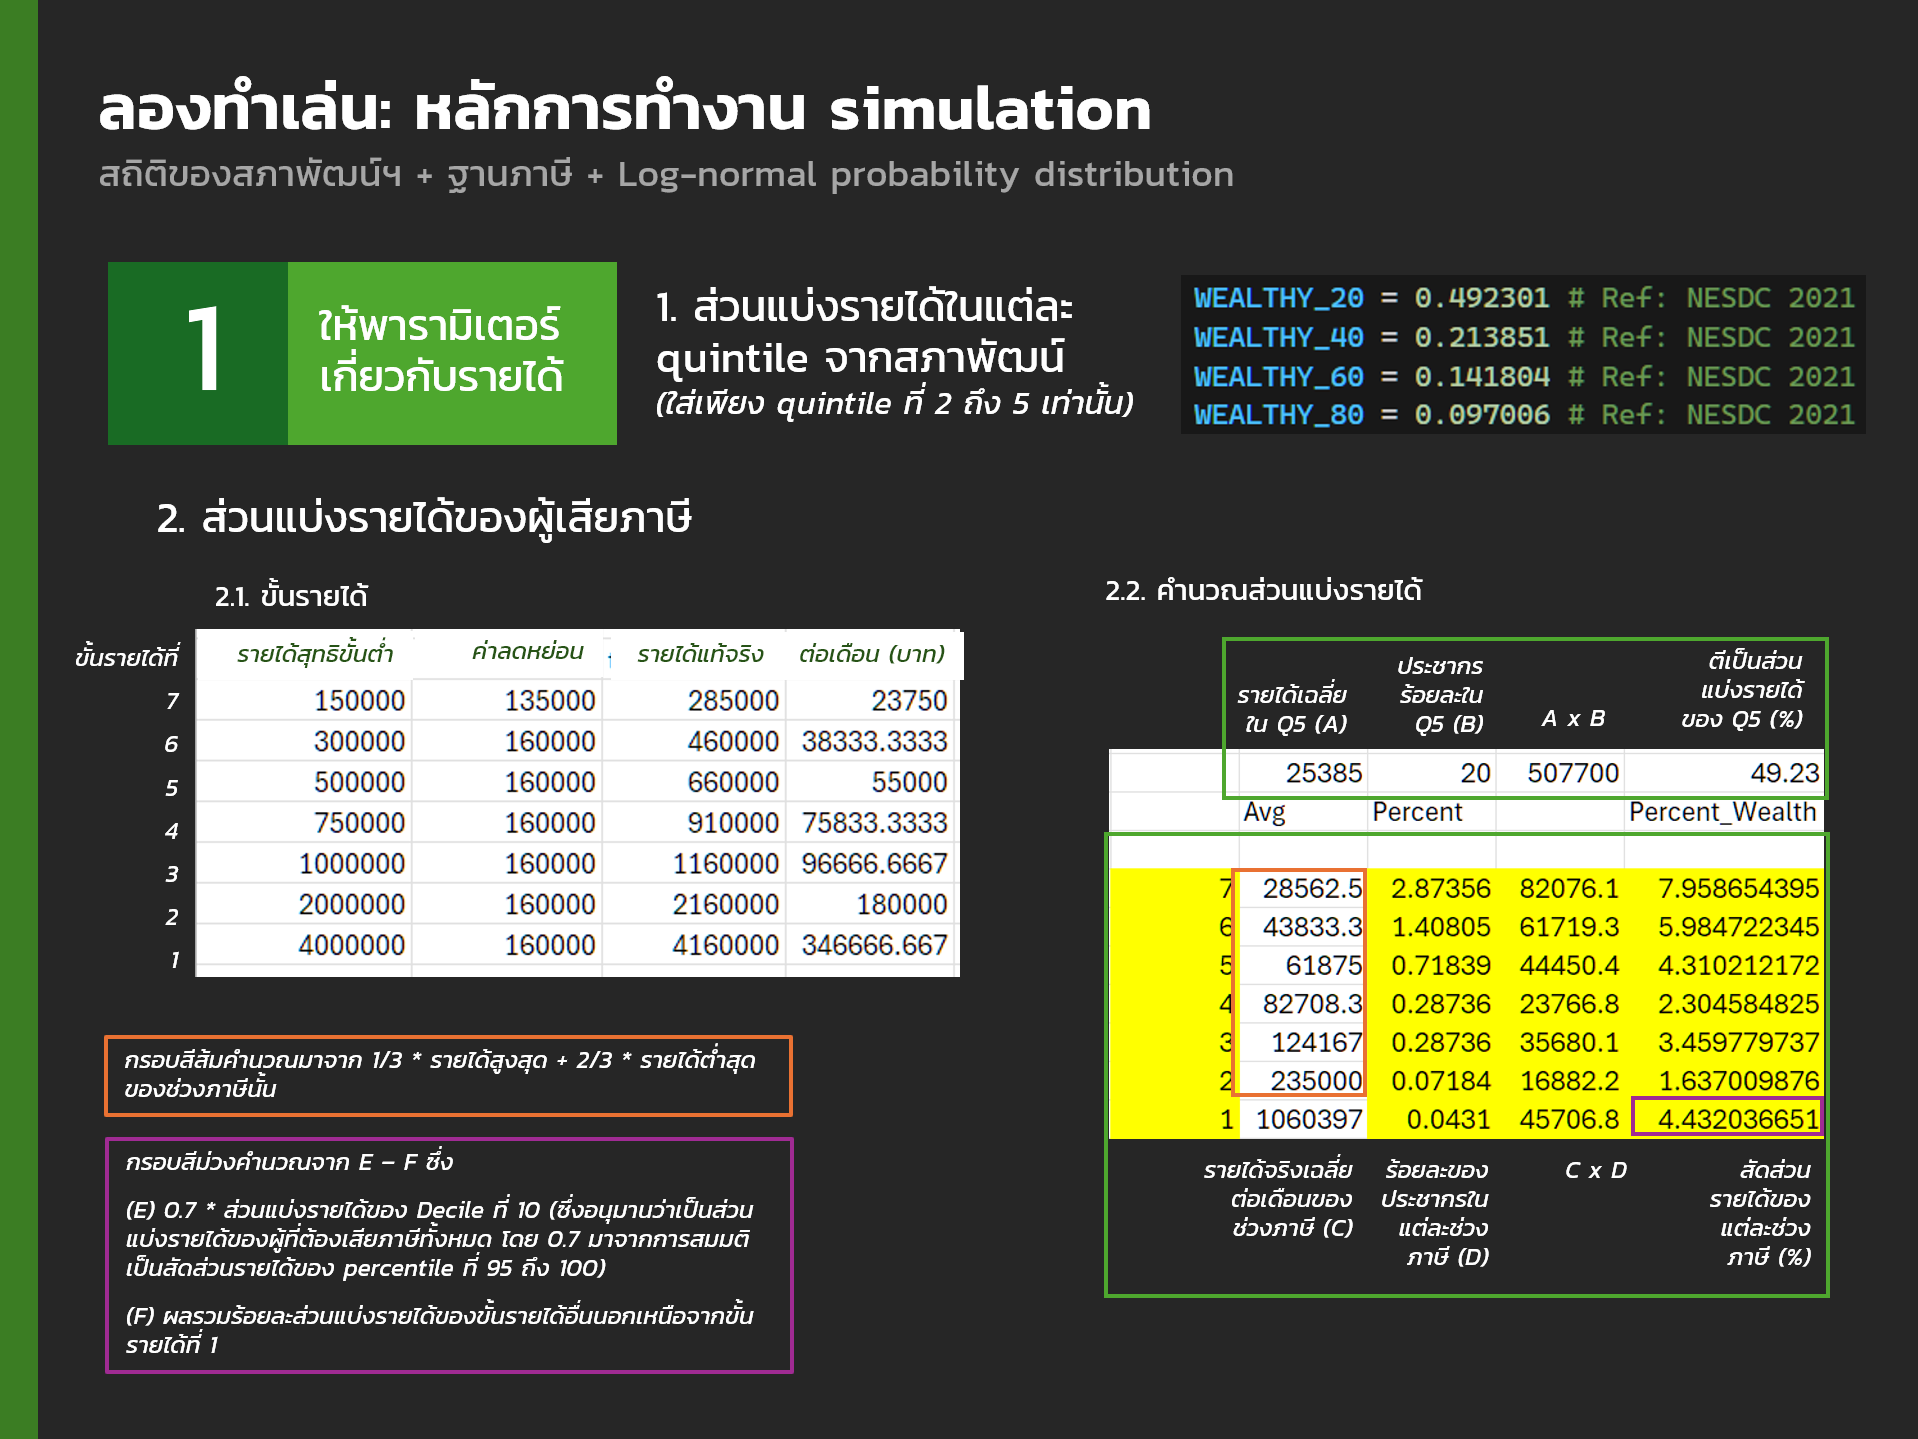 ลองทำเล่น: หลักการทำงาน simulation
สถิติของสภาพัฒน์ฯ + ฐานภาษี + Log-normal probability distribution
1
ให้พารามิเตอร์
เกี่ยวกับรายได้
1. ส่วนแบ่งรายได้ในแต่ละ
quintile จากสภาพัฒน์
(ใส่เพียง quintile ที่ 2 ถึง 5 เท่านั้น)
WEALTHY_20 = 0.492301 # Ref: NESDC 2021
WEALTHY_40 = 0.213851 # Ref: NESDC 2021
WEALTHY_60 = 0.141804 # Ref: NESDC 2021
WEALTHY_80 = 0.097006 # Ref: NESDC 2021
2. ส่วนแบ่งรายได้ของผู้เสียภาษี
2.1. ขั้นรายได้
ขั้นรายได้ที่ รายได้สุทธิขั้นต่ำ ค่าลดหย่อน รายได้แท้จริง ต่อเดือน (บาท)
7 150000 135000 285000 23750
6 300000 160000 460000 38333.3333
5 500000 160000 660000 55000
4 750000 160000 910000 75833.3333
3 1000000 160000 1160000 96666.6667
2 2000000 160000 2160000 180000
1 4000000 160000 4160000 346666.667
กรอบสีส้มคำนวณมาจาก 1/3 * รายได้สูงสุด + 2/3 * รายได้ต่ำสุด
ของช่วงภาษีนั้น
กรอบสีม่วงคำนวณจาก E – F ซึ่ง
(E) 0.7 * ส่วนแบ่งรายได้ของ Decile ที่ 10 (ซึ่งอนุมานว่าเป็นส่วน
แบ่งรายได้ของผู้ที่ต้องเสียภาษีทั้งหมด โดย 0.7 มาจากการสมมติ
เป็นสัดส่วนรายได้ของ percentile ที่ 95 ถึง 100)
(F) ผลรวมร้อยละส่วนแบ่งรายได้ของขั้นรายได้อื่นนอกเหนือจากขั้น
รายได้ที่ 1
2.2. คำนวณส่วนแบ่งรายได้
รายได้เฉลี่ย
ใน Q5 (A)
ประชากร
ร้อยละใน
Q5 (B)
A x B
ตีเป็นส่วน
แบ่งรายได้
ของ Q5 (%)
25385 20 507700 49.23
Avg Percent Percent_Wealth
7 28562.5 2.87356 82076.1 7.958654395
6 43833.3 1.40805 61719.3 5.984722345
5 61875 0.71839 44450.4 4.310212172
4 82708.3 0.28736 23766.8 2.304584825
3 124167 0.28736 35680.1 3.459779737
2 235000 0.07184 16882.2 1.637009876
1 1060397 0.0431 45706.8 4.432036651
รายได้จริงเฉลี่ย
ต่อเดือนของ
ช่วงภาษี (C)
ร้อยละของ
ประชากรใน
แต่ละช่วง
ภาษี (D)
C x D
สัดส่วน
รายได้ของ
แต่ละช่วง
ภาษี (%)